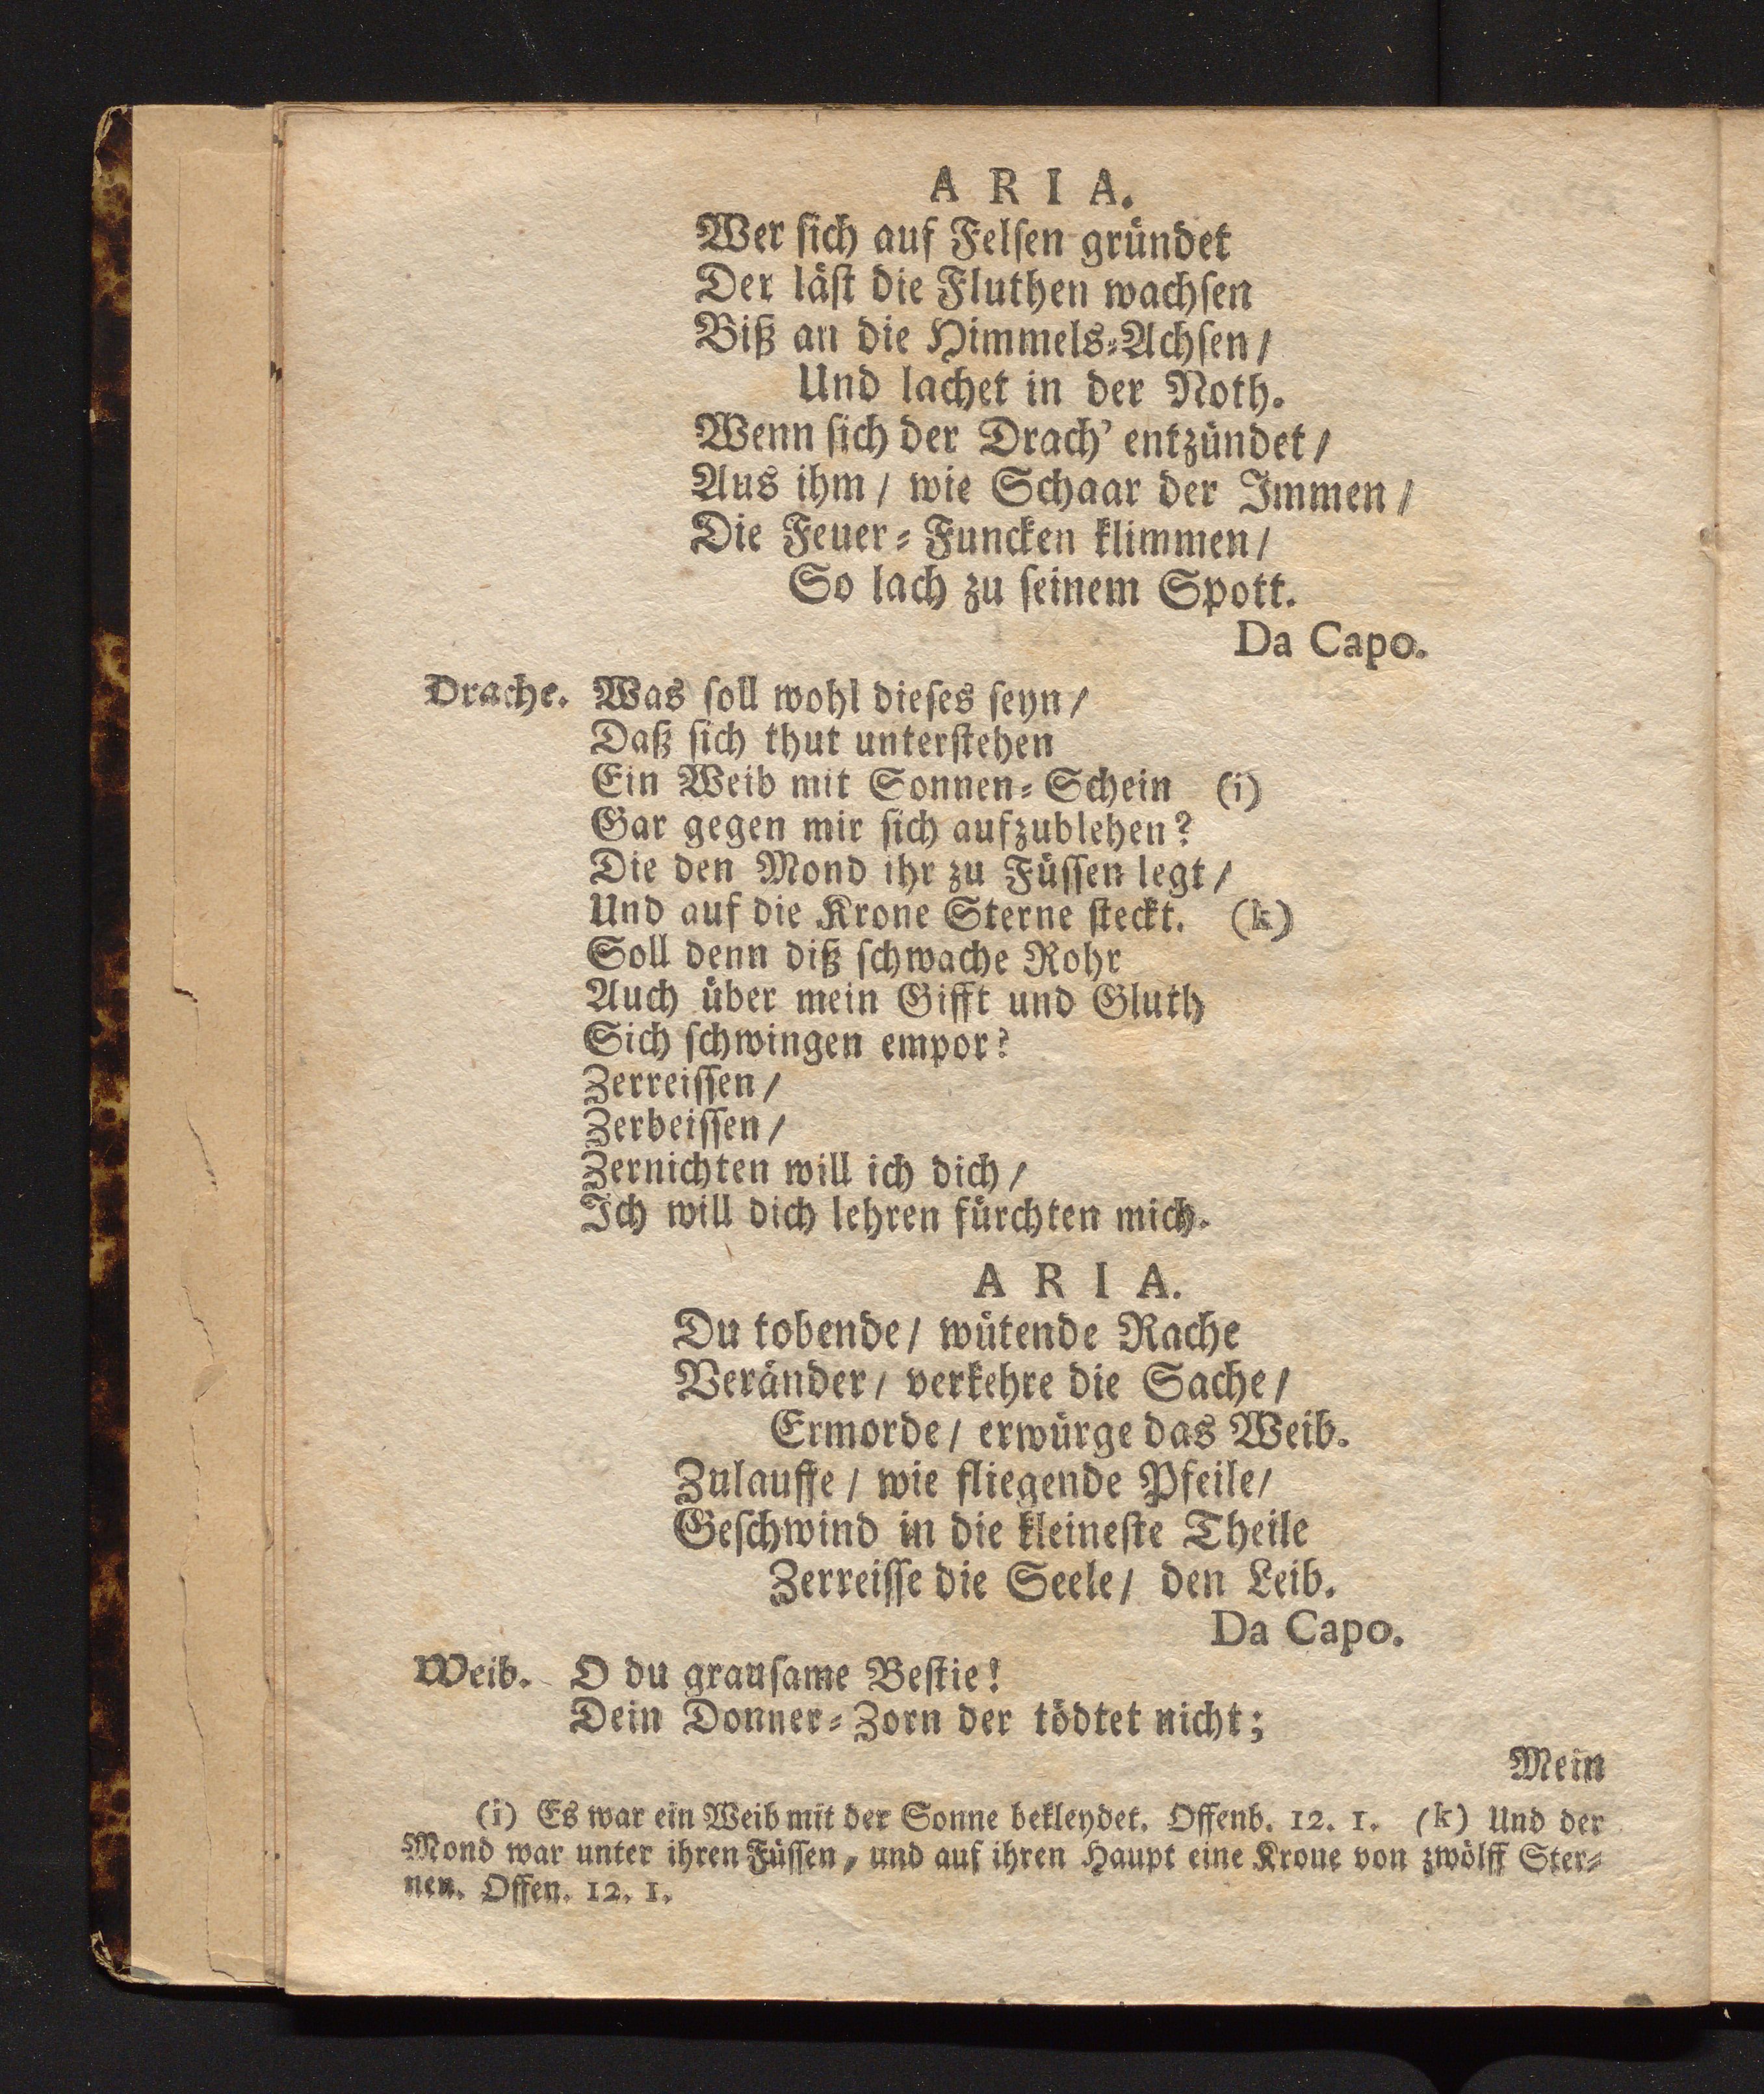 ARIA.
Wer sich auf Felsen gründet
Der läst die Fluthen wachsen
Biß an die Himmels-Achsen/
Und lachet in der Noth.
Wenn sich der Drach' entzündet/
Aus ihm/ wie Schaar der Immen/
Die Feuer-Funcken klimmen/
So lach zu seinem Spott.
Da Capo.
Drache. Was soll wohl dieses seyn/
Daß sich thut unterstehen
Ein Weib mit Sonnen-Schein (i)
Gar gegen mir sich aufzublehen?
Die den Mond ihr zu Füssen legt/
Und auf die Krone Sterne steckt. (k)
Soll denn diß schwache Rohr
Auch über mein Gifft und Gluth
Sich schwingen empor?
Zerreissen/
Zerbeissen/
Zernichten will ich dich/
Ich will dich lehren fürchten mich.
ARIA.
Du tobende/ wütende Rache
Veränder/ verkehre die Sache/
Ermorde/ erwürge das Weib.
Zulauffe/ wie fliegende Pfeile/
Geschwind in die kleineste Theile
Zerreisse die Seele/ den Leib.
Da Capo.
Weib. O du grausame Bestie!
Dein Donner-Zorn der tödtet nicht;
Mein
(i) Es war ein Weib mit der Sonne bekleydet. Offenb. 12. 1. (k) Und der
Mond war unter ihren Füssen, und auf ihren Haupt eine Krone von zwölff Ster-
nen. Offen. 12. 1.